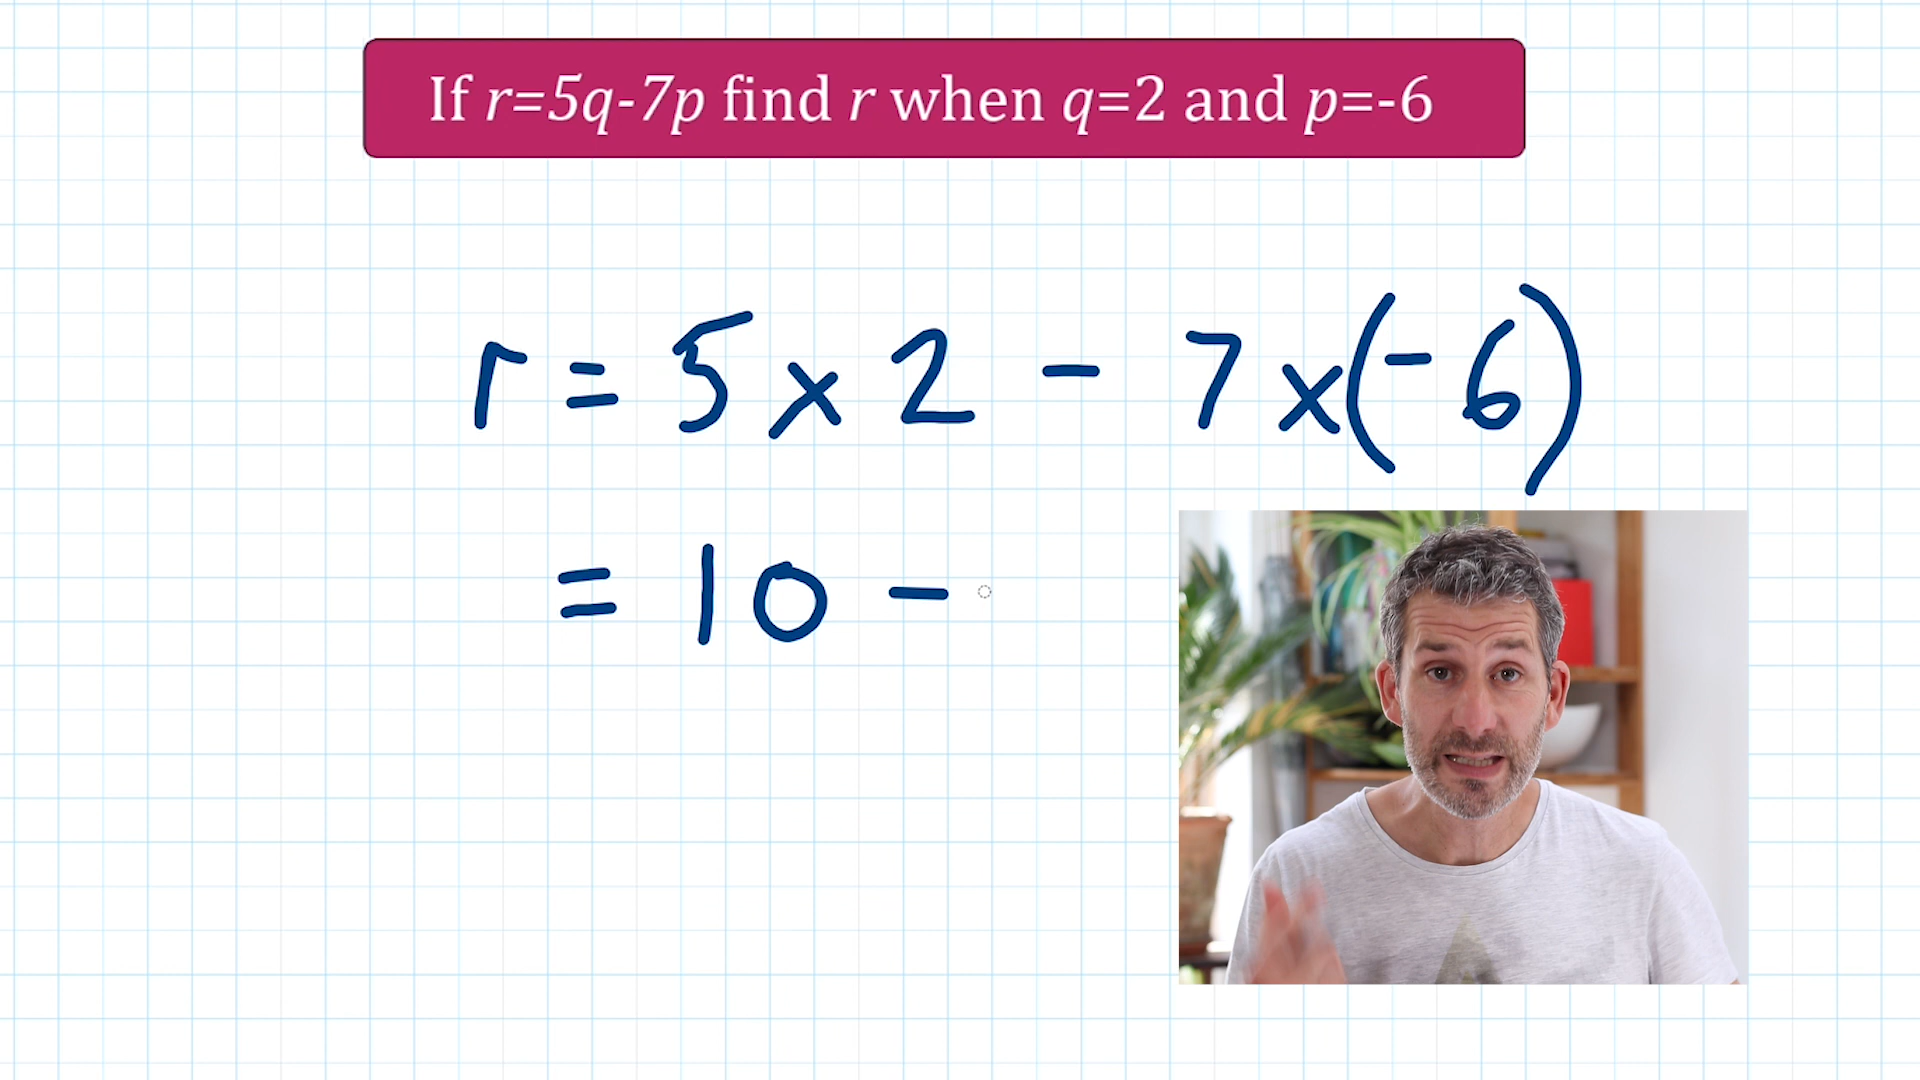 If r=5q-7p find r when q=2 and p=-6
r = 5 × 2 - 7 × (-6)
= 10 -